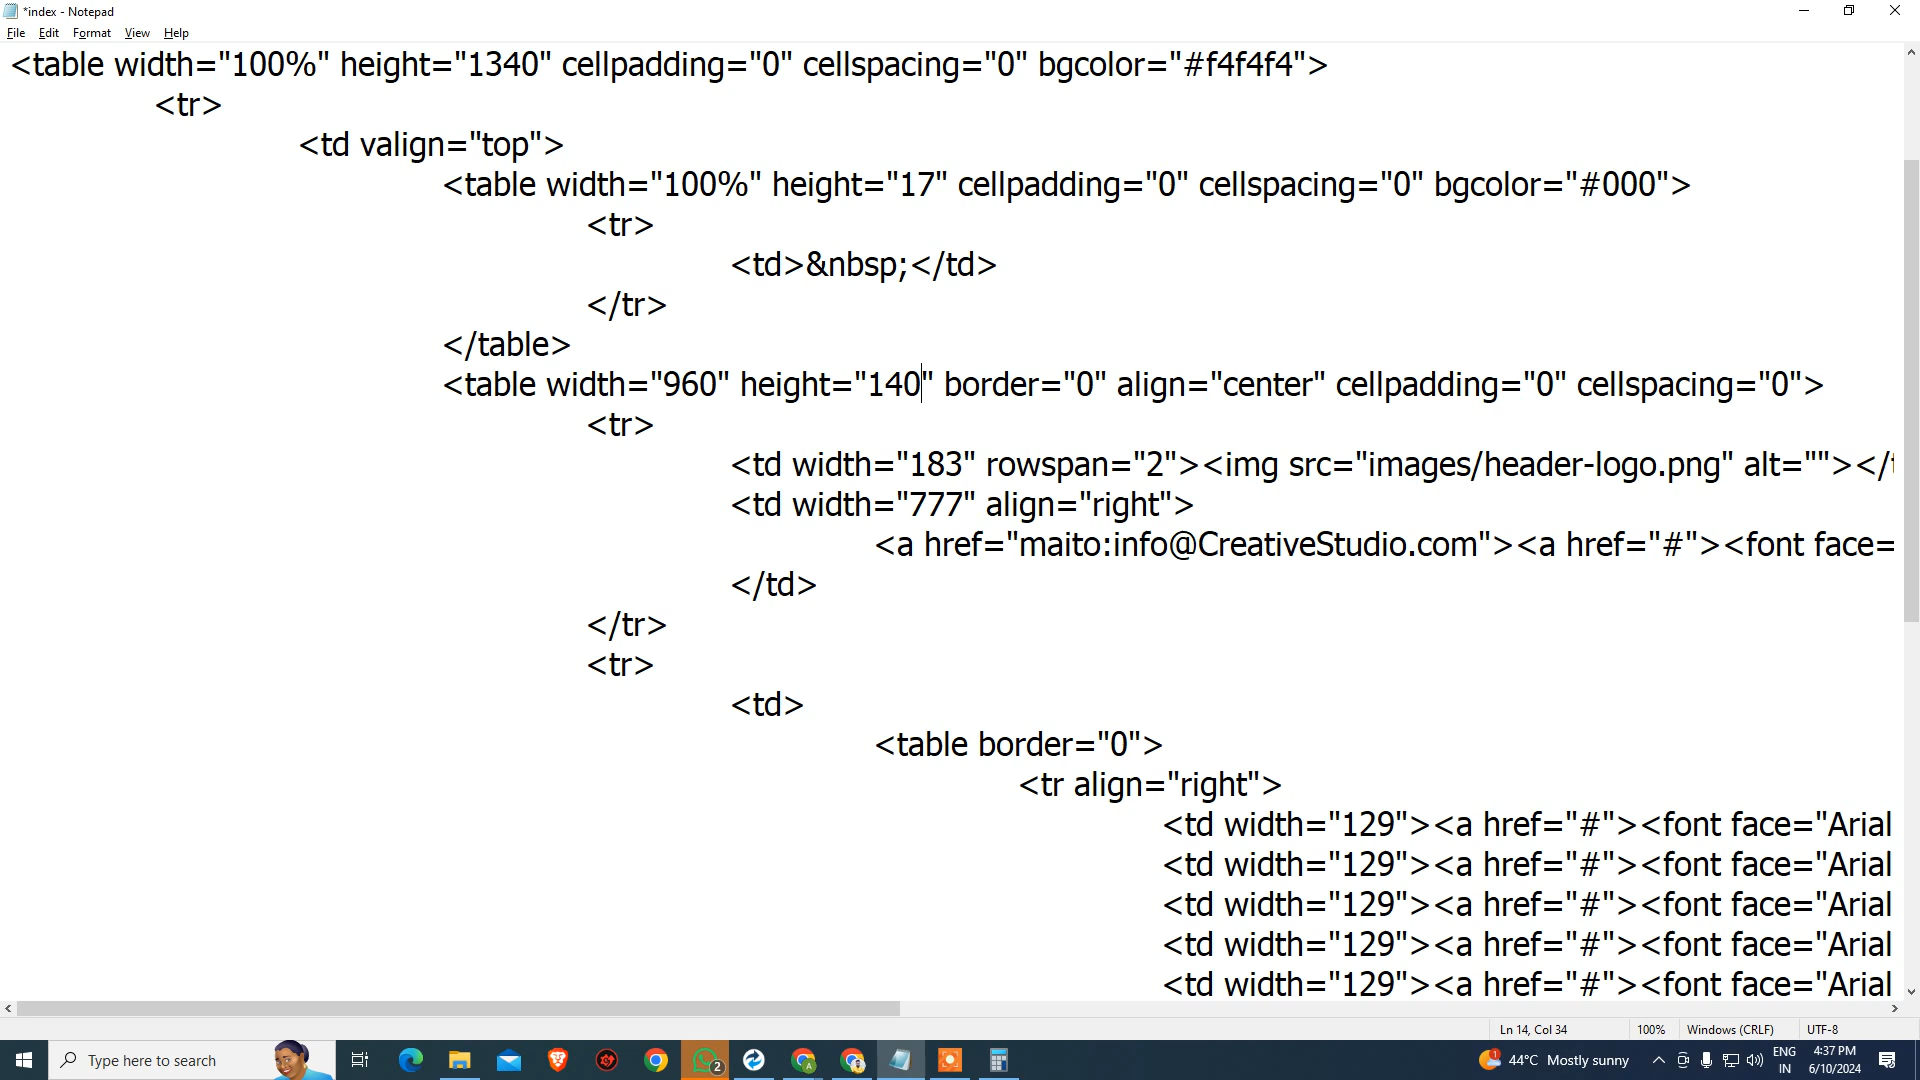 *index - Notepad
File Edit Format View Help
<table width="100%" height="1340" cellpadding="0" cellspacing="0" bgcolor="#f4f4f4">
<tr>
<td valign="top">
<table width="100%" height="17" cellpadding="0" cellspacing="0" bgcolor="#000">
<tr>
<td>&nbsp;</td>
</tr>
</table>
<table width="960" height="140" border="0" align="center" cellpadding="0" cellspacing="0">
<tr>
<td width="183" rowspan="2"><img src="images/header-logo.png" alt=""></t
<td width="777" align="right">
<a href="maito:info@CreativeStudio.com"><a href="#"><font face=
</td>
</tr>
<tr>
<td>
<table border="0">
<tr align="right">
<td width="129"><a href="#"><font face="Arial
<td width="129"><a href="#"><font face="Arial
<td width="129"><a href="#"><font face="Arial
<td width="129"><a href="#"><font face="Arial
<td width="129"><a href="#"><font face="Arial
Ln 14, Col 34 100% Windows (CRLF) UTF-8
Type here to search 2 A 1 44°C Mostly sunny ENG IN 4:37 PM 6/10/2024